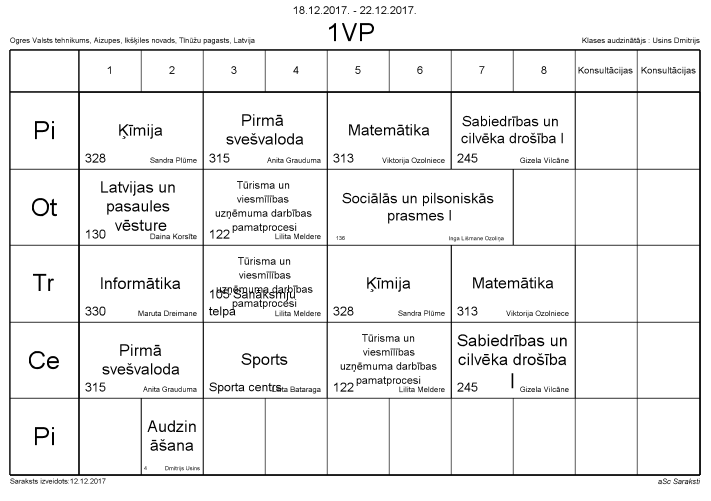 18.12.2017. - 22.12.2017.
1VP
Ogres Valsts tehnikums, Aizupes, Ikšķiles novads, Tīnūžu pagasts, Latvija
Klases audzinātājs : Usins Dmitrijs
1 2 3 4 5 6 7 8 Konsultācijas Konsultācijas
Pi
Ķīmija
328 Sandra Plūme
Pirmā
svešvaloda
315 Anita Grauduma
Matemātika
313 Viktorija Ozolniece
Sabiedrības un
cilvēka drošība I
245 Gizela Vilcāne
Ot
Latvijas un
pasaules
vēsture
130 Daina Korsīte
Tūrisma un
viesmīlības
uzņēmuma darbības
pamatprocesi
122 Lilita Meldere
Sociālās un pilsoniskās
prasmes I
136 Inga Lišmane Ozoliņa
Tr
Informātika
330 Maruta Dreimane
Tūrisma un
viesmīlības
uzņēmuma darbības
pamatprocesi
105 Sanāksmju
telpa Lilita Meldere
Ķīmija
328 Sandra Plūme
Matemātika
313 Viktorija Ozolniece
Ce
Pirmā
svešvaloda
315 Anita Grauduma
Sports
Sporta centrs Lilita Bataraga
Tūrisma un
viesmīlības
uzņēmuma darbības
pamatprocesi
122 Lilita Meldere
Sabiedrības un
cilvēka drošība
I
245 Gizela Vilcāne
Pi
Audzin
āšana
4 Dmitrijs Usins
Saraksts izveidots:12.12.2017
aSc Saraksti